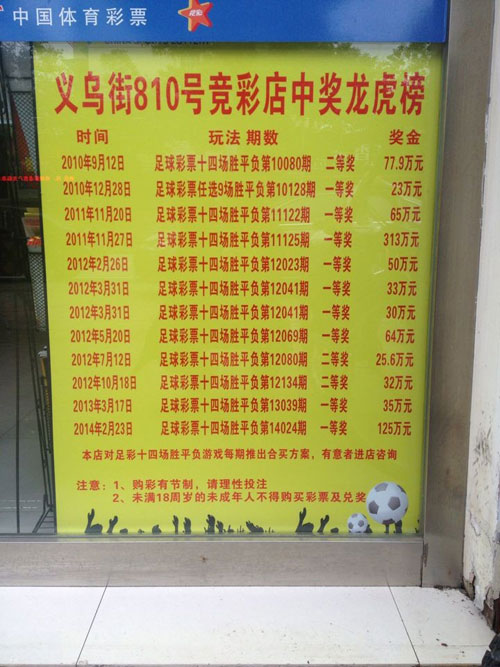 中国体育彩票
义乌街810号竞彩店中奖龙虎榜
时间 玩法 期数 奖金
2010年9月12日 足球彩票十四场胜平负第10080期 二等奖 77.9万元
2010年12月28日 足球彩票任选9场胜平负第10128期 一等奖 23万元
2011年11月20日 足球彩票十四场胜平负第11122期 一等奖 65万元
2011年11月27日 足球彩票十四场胜平负第11125期 一等奖 313万元
2012年2月26日 足球彩票十四场胜平负第12023期 一等奖 50万元
2012年3月31日 足球彩票十四场胜平负第12041期 一等奖 33万元
2012年3月31日 足球彩票十四场胜平负第12041期 一等奖 30万元
2012年5月20日 足球彩票十四场胜平负第12069期 一等奖 64万元
2012年7月12日 足球彩票十四场胜平负第12080期 二等奖 25.6万元
2012年10月18日 足球彩票十四场胜平负第12134期 二等奖 32万元
2013年3月17日 足球彩票十四场胜平负第13039期 一等奖 35万元
2014年2月23日 足球彩票十四场胜平负第14024期 一等奖 125万元
本店对足彩十四场胜平负游戏每期推出合买方案，有意者进店咨询
注意：1、购彩有节制，请理性投注
2、未满18周岁的未成年人不得购买彩票及兑奖